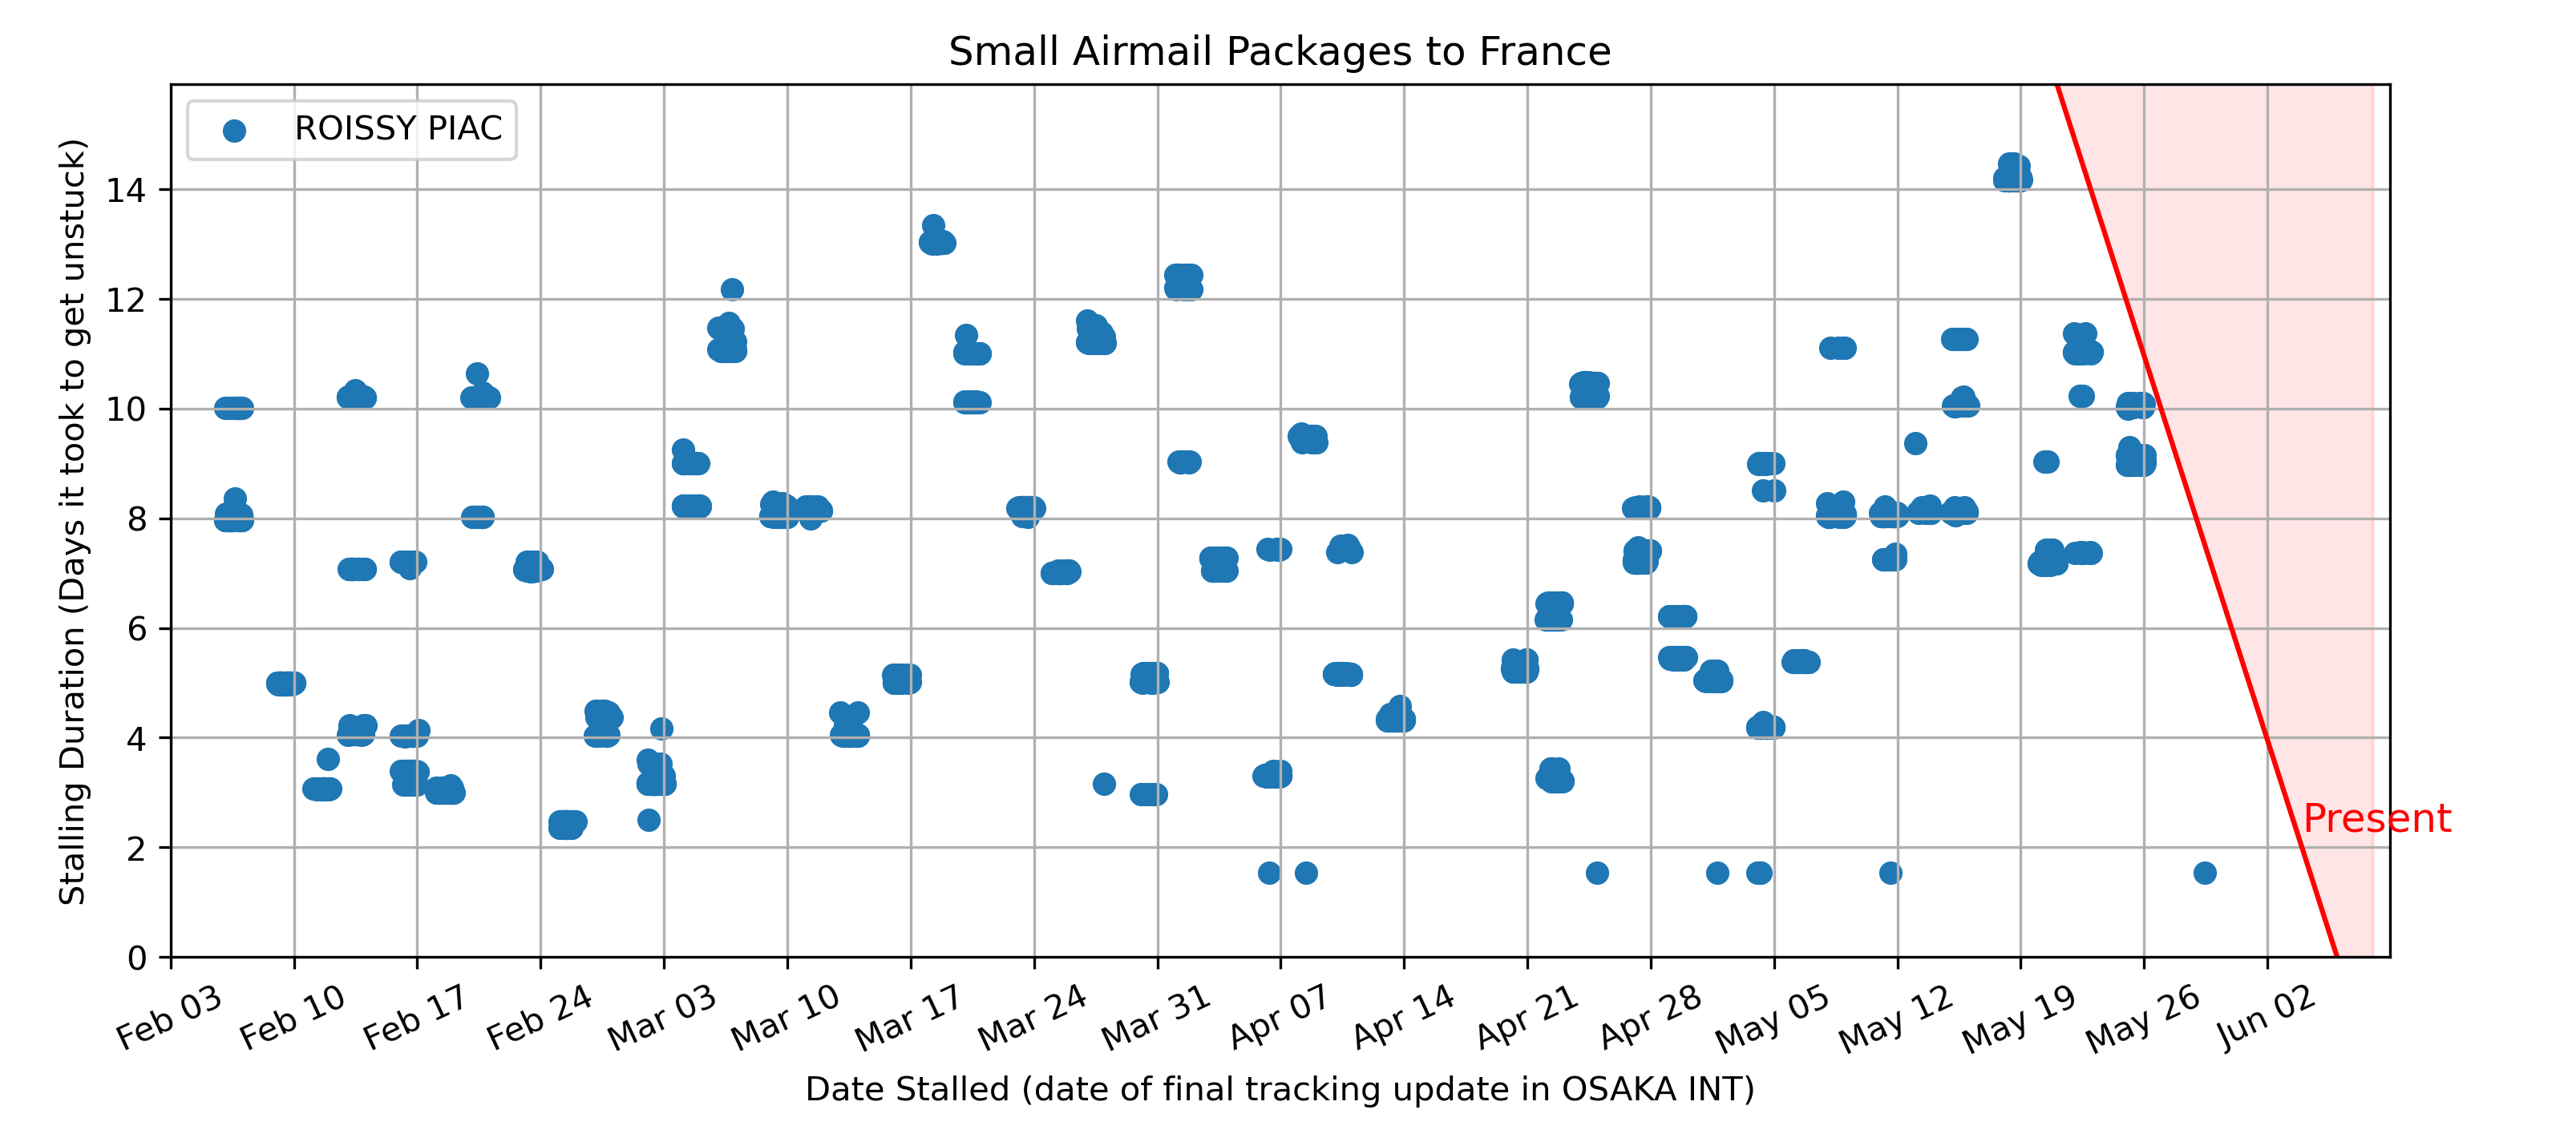 Small Airmail Packages to France
ROISSY PIAC
Stalling Duration (Days it took to get unstuck)
14
12
10
8
6
4
2
0
Present
Feb 03
Feb 10
Feb 17
Feb 24
Mar 03
Mar 10
Mar 17
Mar 24
Mar 31
Apr 07
Apr 14
Apr 21
Apr 28
May 05
May 12
May 19
May 26
Jun 02
Date Stalled (date of final tracking update in OSAKA INT)